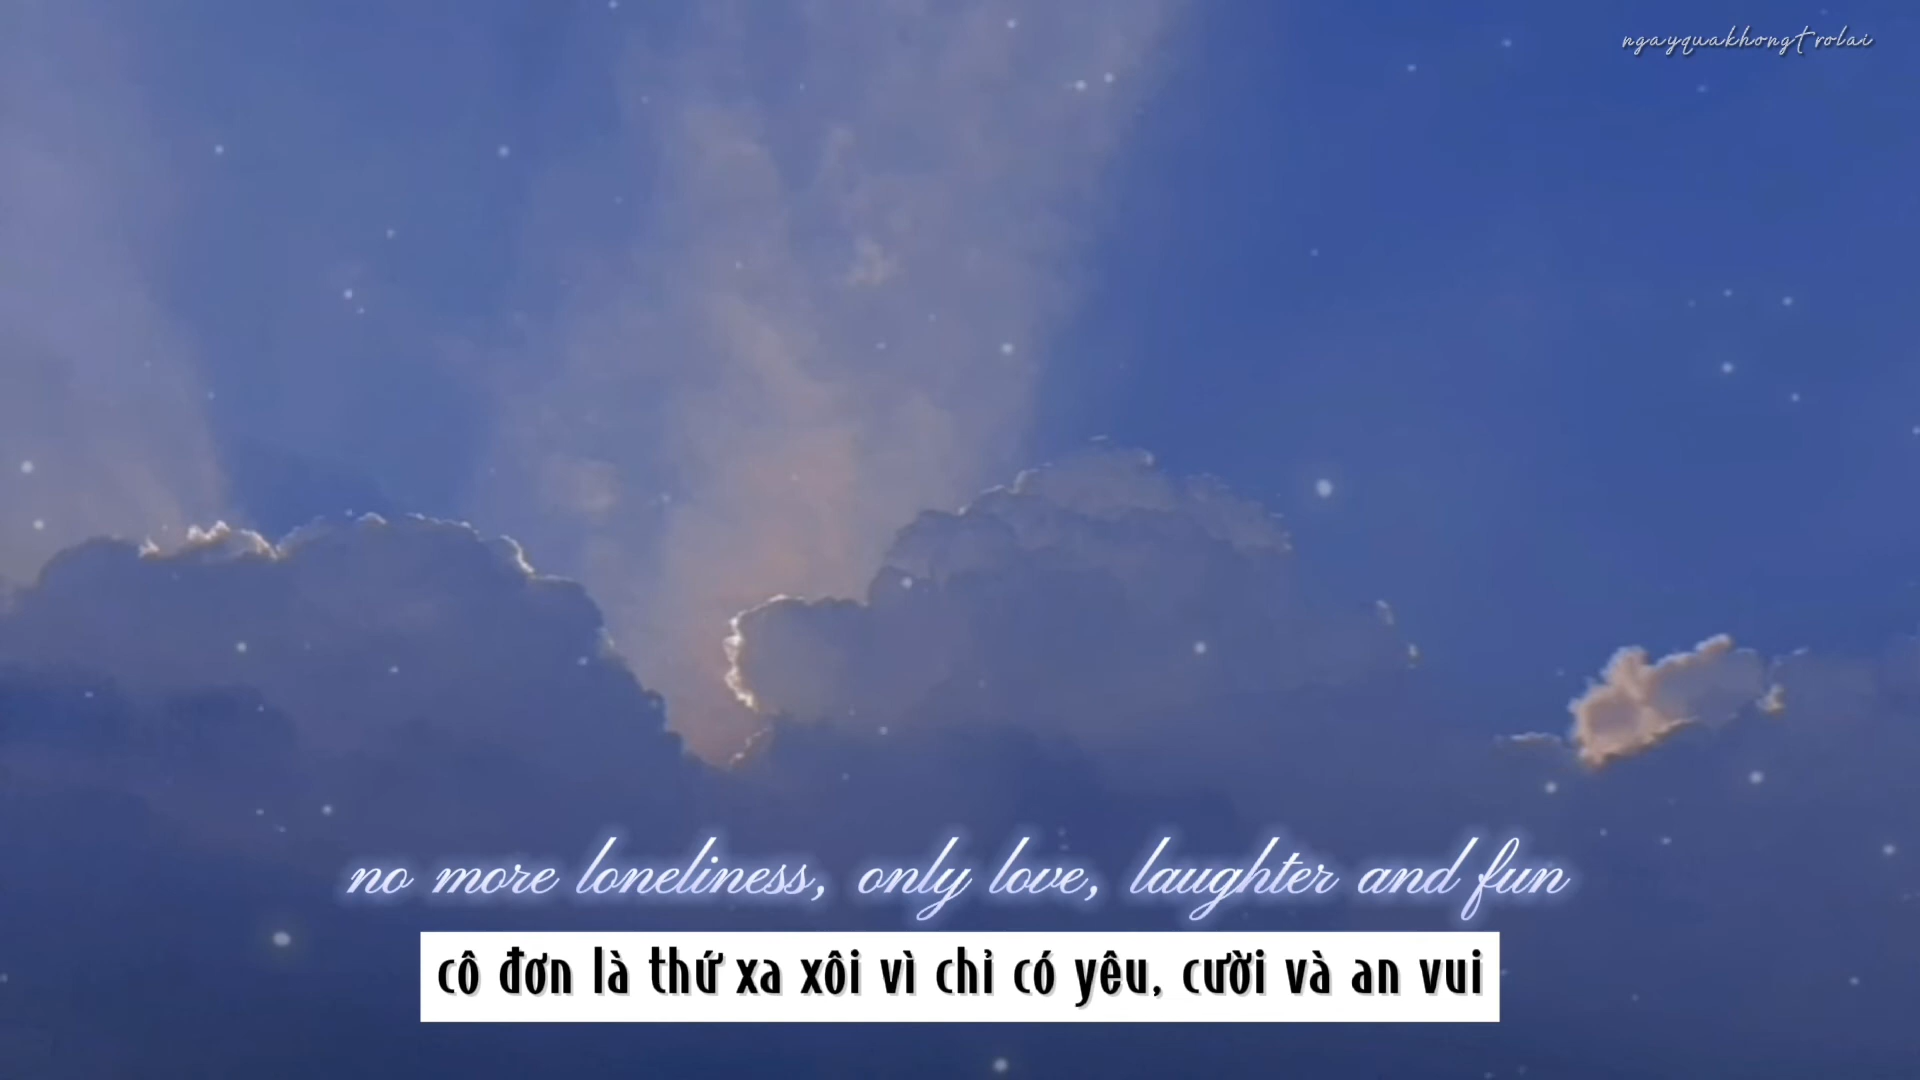 ngayquakhongtrolai
no more loneliness, only love, laughter and fun
cô đơn là thứ xa xôi vì chỉ có yêu, cười và an vui